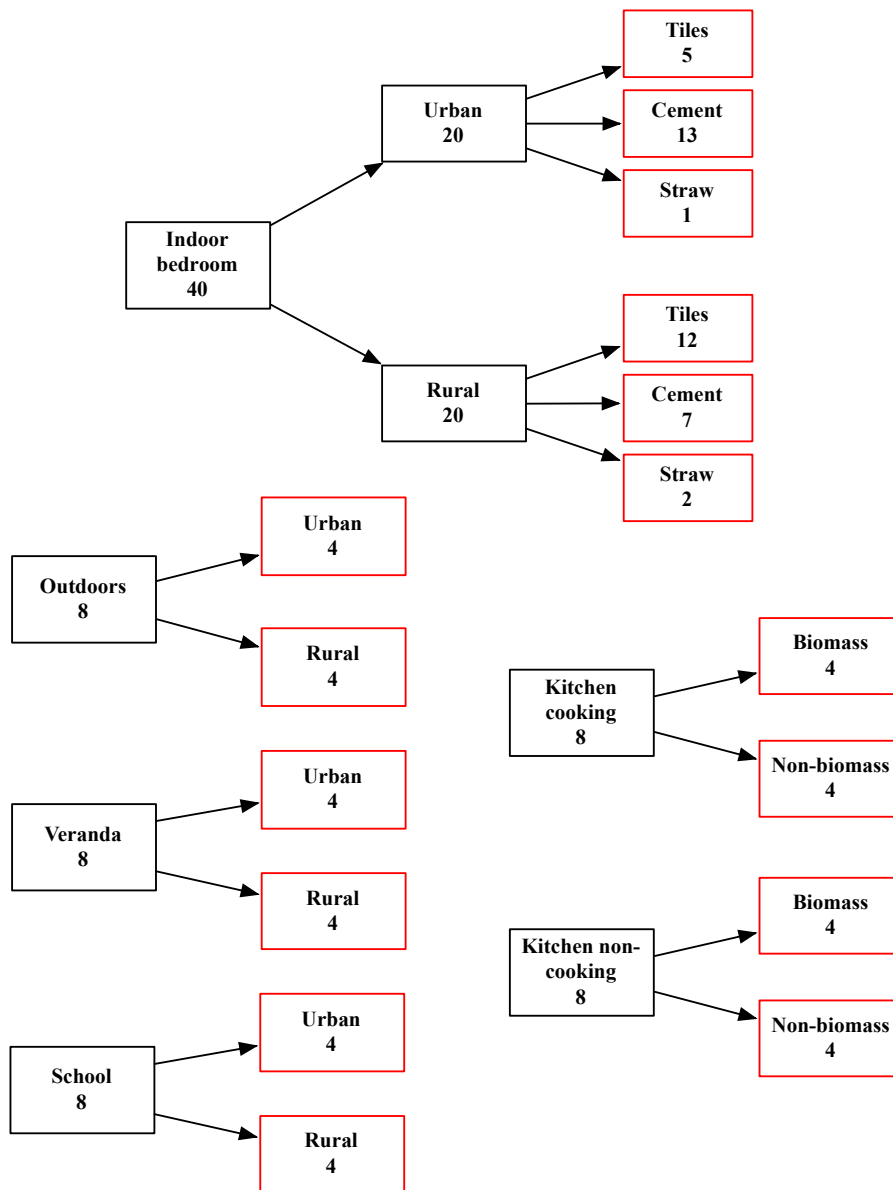 Tiles
5
Urban
20
Cement
13
Straw
1
Indoor
bedroom
40
Tiles
12
Rural
20
Cement
7
Straw
2
Urban
4
Outdoors
8
Rural
4
Biomass
4
Kitchen
cooking
8
Non-biomass
4
Urban
4
Veranda
8
Rural
4
Biomass
4
Kitchen non-
cooking
8
Non-biomass
4
Urban
4
School
8
Rural
4